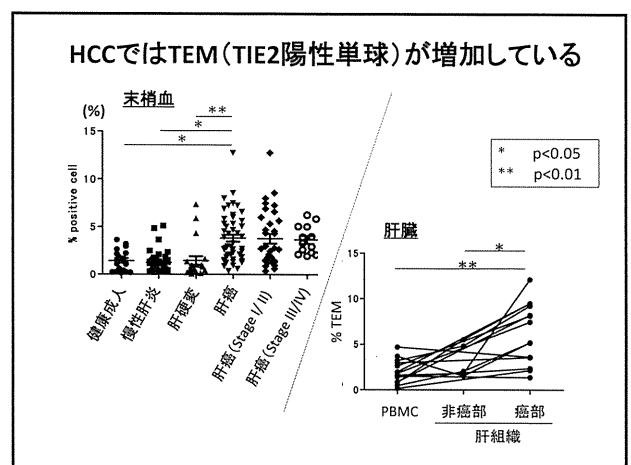 HCCではTEM(TIE2陽性単球)が増加している
末梢血
(%)
**
*
*
15
10
5
0
% positive cell
健康成人
慢性肝炎
肝硬変
肝癌
肝癌(Stage I/ II)
肝癌(Stage III/IV)
* p<0.05
** p<0.01
肝臓
*
**
15
10
5
0
% TEM
PBMC 非癌部 癌部
肝組織